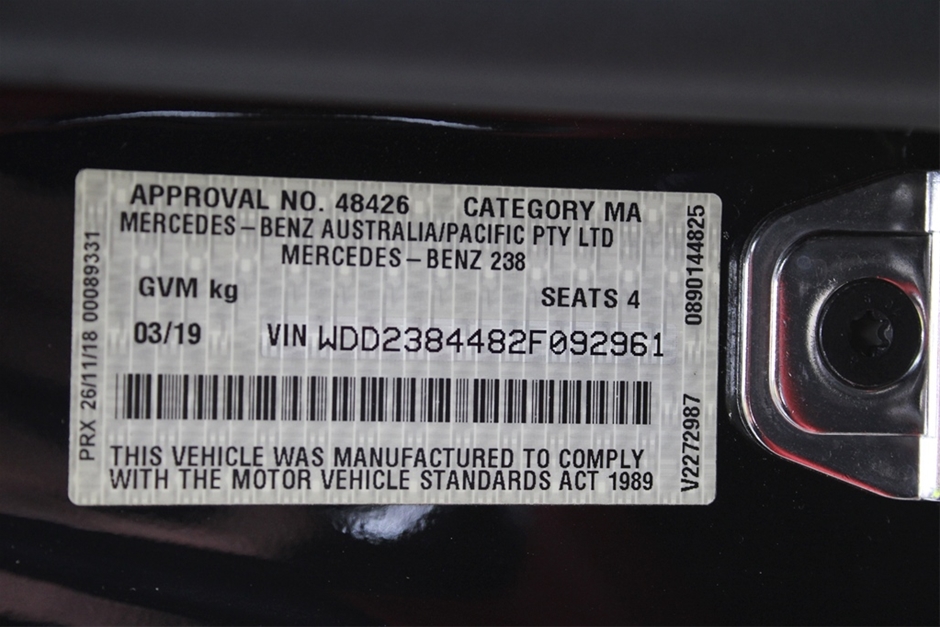 APPROVAL NO. 48426 CATEGORY MA
MERCEDES-BENZ AUSTRALIA/PACIFIC PTY LTD
MERCEDES-BENZ 238
GVM kg SEATS 4
03/19 VIN WDD2384482F092961
THIS VEHICLE WAS MANUFACTURED TO COMPLY
WITH THE MOTOR VEHICLE STANDARDS ACT 1989
PRX 26/11/18 00089331
V2272987 0890144825